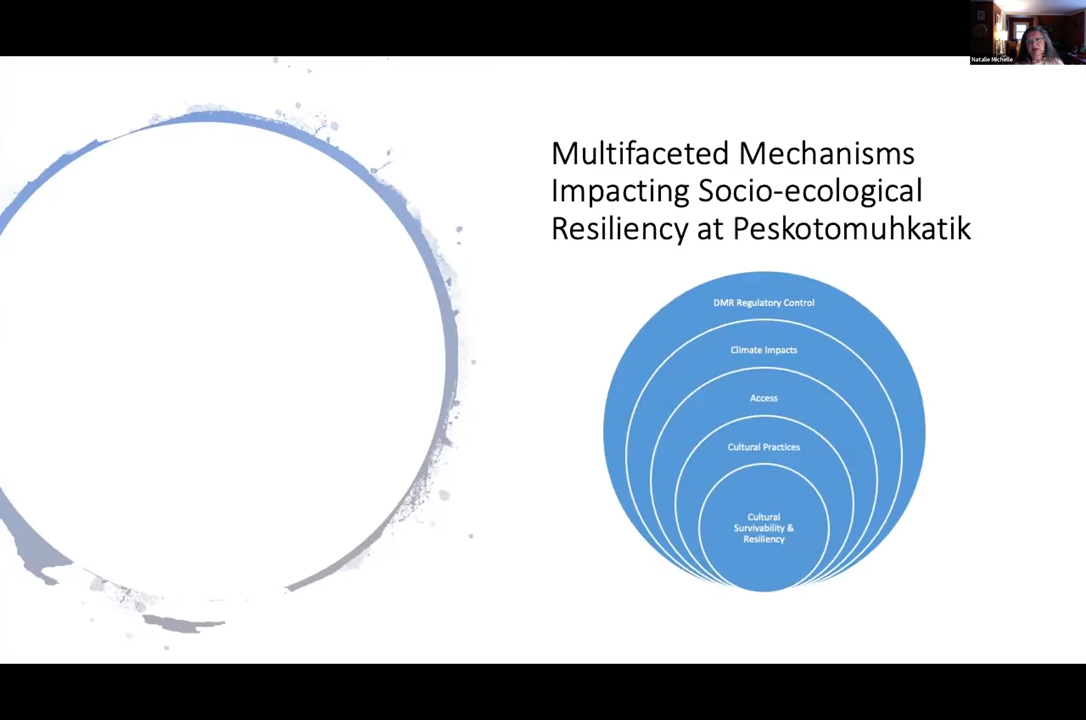 Natalie Michelle
Multifaceted Mechanisms
Impacting Socio-ecological
Resiliency at Peskotomuhkatik
DMR Regulatory Control
Climate Impacts
Access
Cultural Practices
Cultural
Survivability &
Resiliency